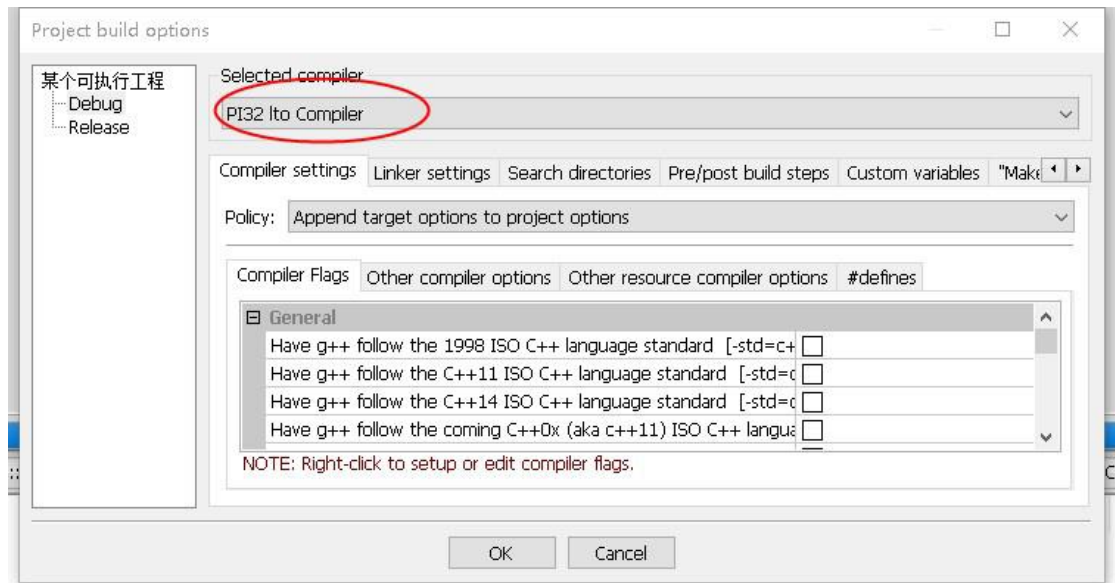 Project build options
某个可执行工程
Debug
Release
Selected compiler
PI32 lto Compiler
Compiler settings Linker settings Search directories Pre/post build steps Custom variables "Make
Policy: Append target options to project options
Compiler Flags Other compiler options Other resource compiler options #defines
General
Have g++ follow the 1998 ISO C++ language standard [-std=c+
Have g++ follow the C++11 ISO C++ language standard [-std=c
Have g++ follow the C++14 ISO C++ language standard [-std=c
Have g++ follow the coming C++0x (aka c++11) ISO C++ langua
NOTE: Right-click to setup or edit compiler flags.
OK Cancel